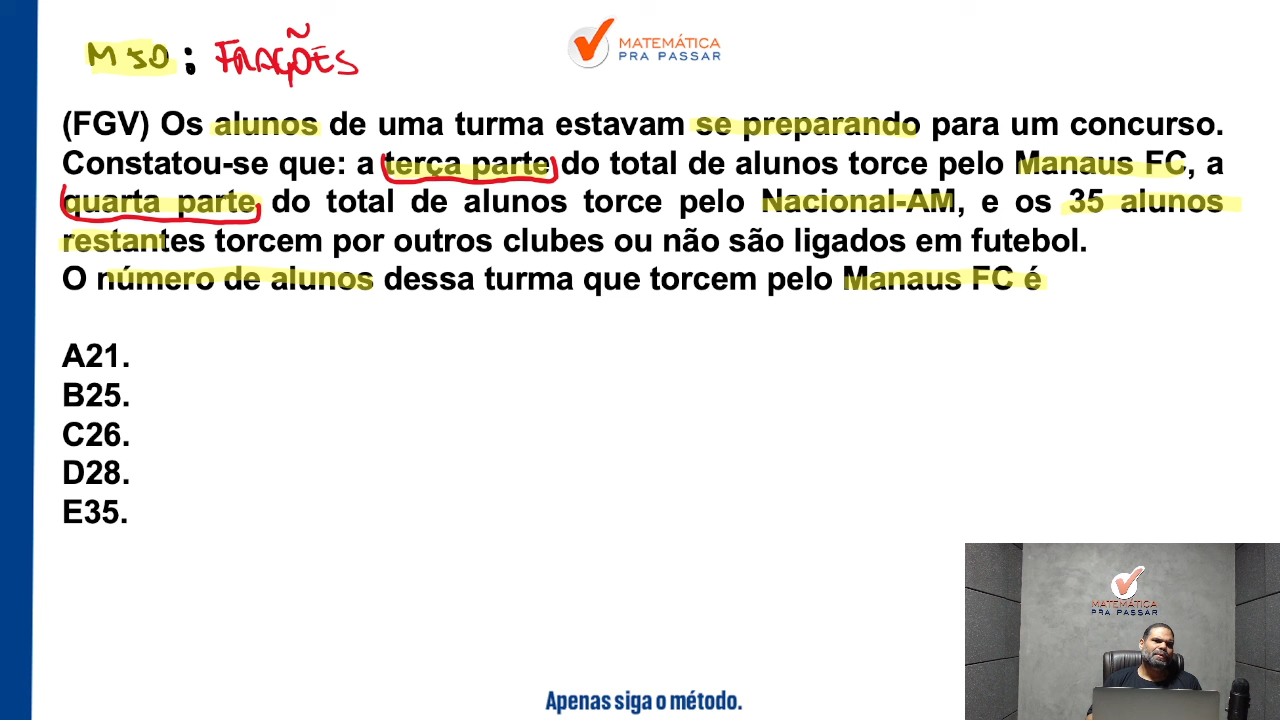 M50: FRAÇÕES
MATEMÁTICA
PRA PASSAR
(FGV) Os alunos de uma turma estavam se preparando para um concurso.
Constatou-se que: a terça parte do total de alunos torce pelo Manaus FC, a
quarta parte do total de alunos torce pelo Nacional-AM, e os 35 alunos
restantes torcem por outros clubes ou não são ligados em futebol.
O número de alunos dessa turma que torcem pelo Manaus FC é
A21.
B25.
C26.
D28.
E35.
MATEMÁTICA
PRA PASSAR
Apenas siga o método.